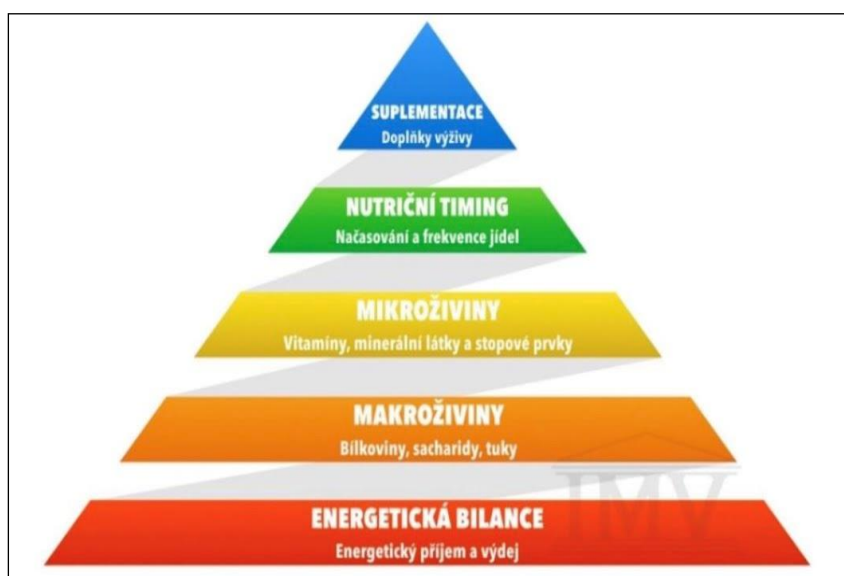 SUPLEMENTACE
Doplňky výživy
NUTRIČNÍ TIMING
Načasování a frekvence jídel
MIKROŽIVINY
Vitamíny, minerální látky a stopové prvky
MAKROŽIVINY
Bílkoviny, sacharidy, tuky
IMV
ENERGETICKÁ BILANCE
Energetický příjem a výdej